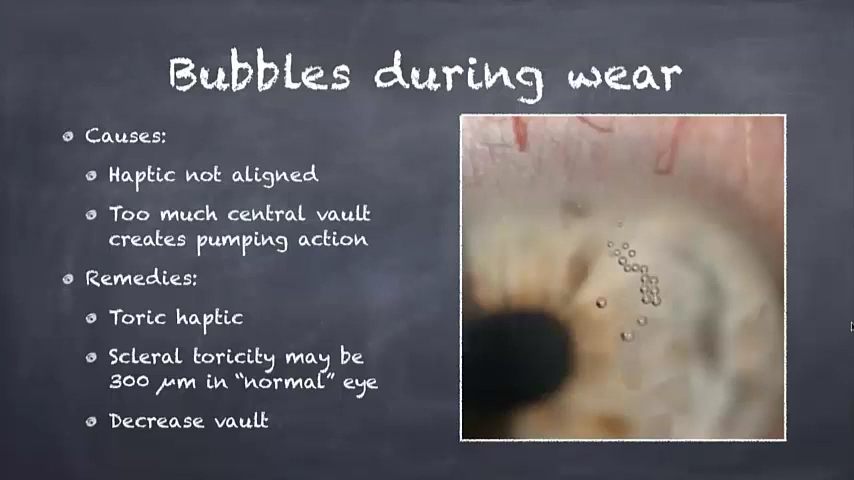 Bubbles during wear
Causes:
Haptic not aligned
Too much central vault
creates pumping action
Remedies:
Toric haptic
Scleral toricity may be
300 µm in "normal" eye
Decrease vault